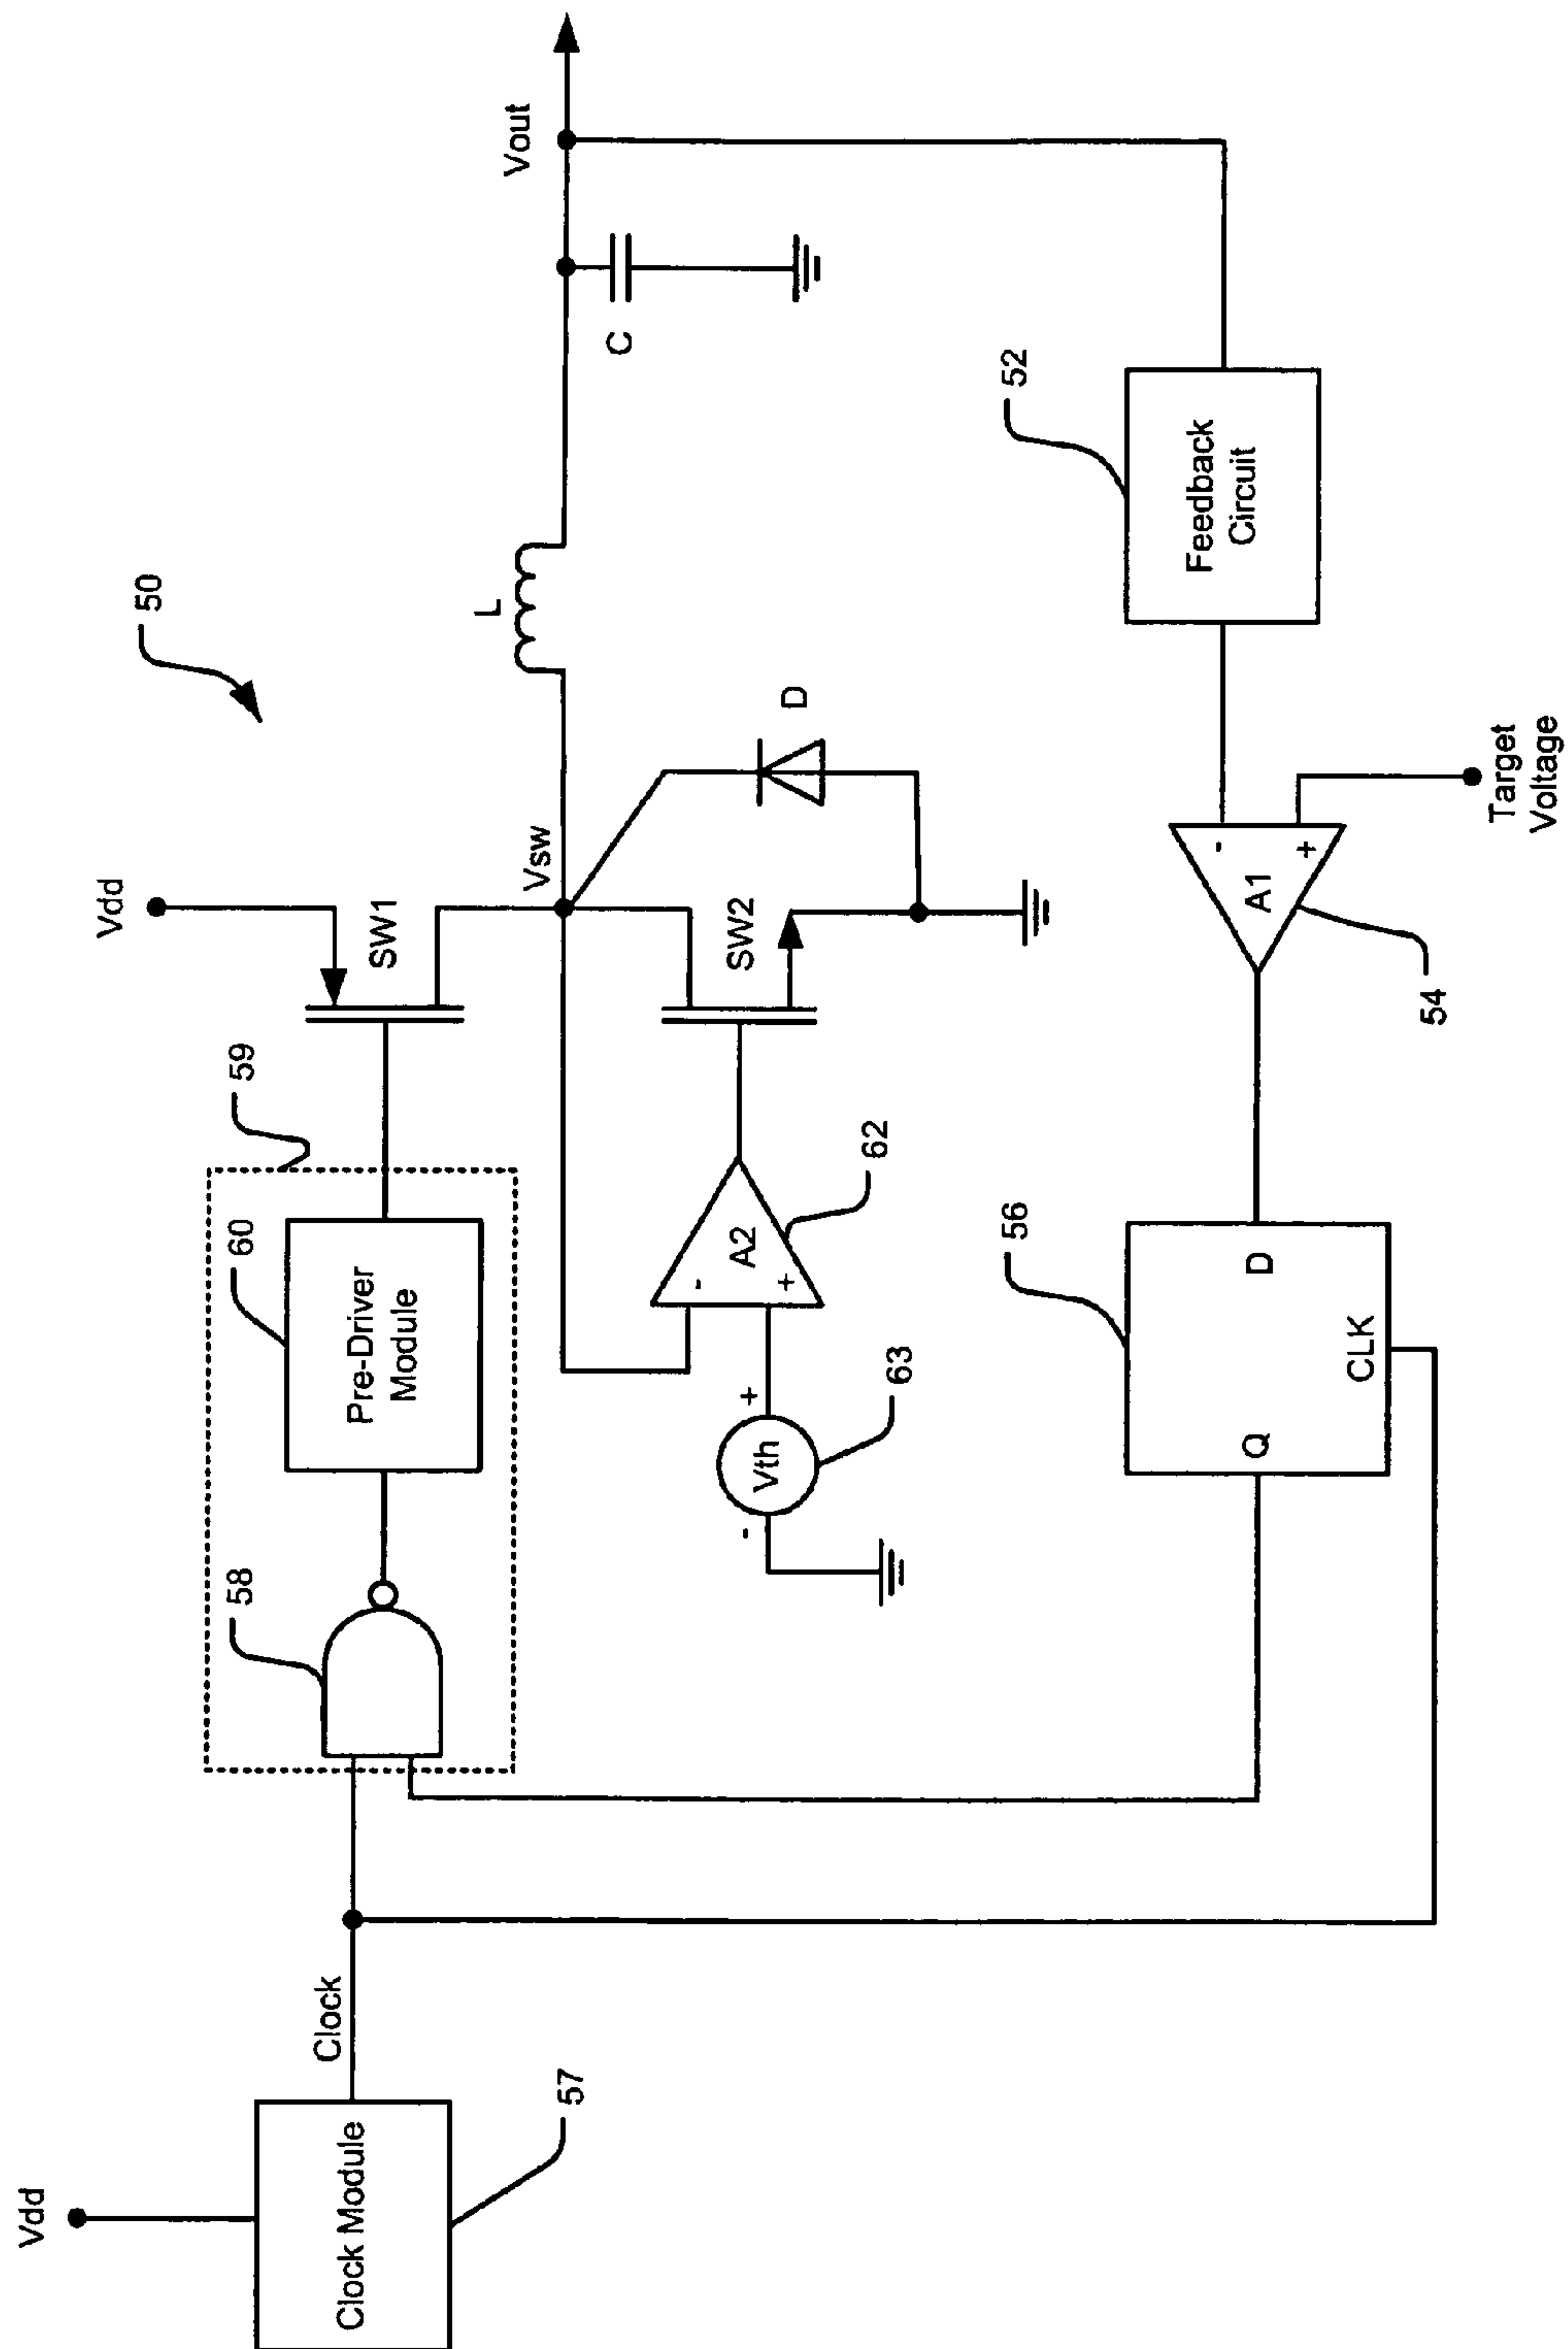 50
Vdd
Clock Module
57
Clock
58
59
60
Pre-Driver
Module
Vdd
SW1
Vsw
L
Vout
C
A2
-
+
62
Vth
+
-
63
SW2
D
52
Feedback
Circuit
A1
-
+
54
Target
Voltage
56
Q
D
CLK